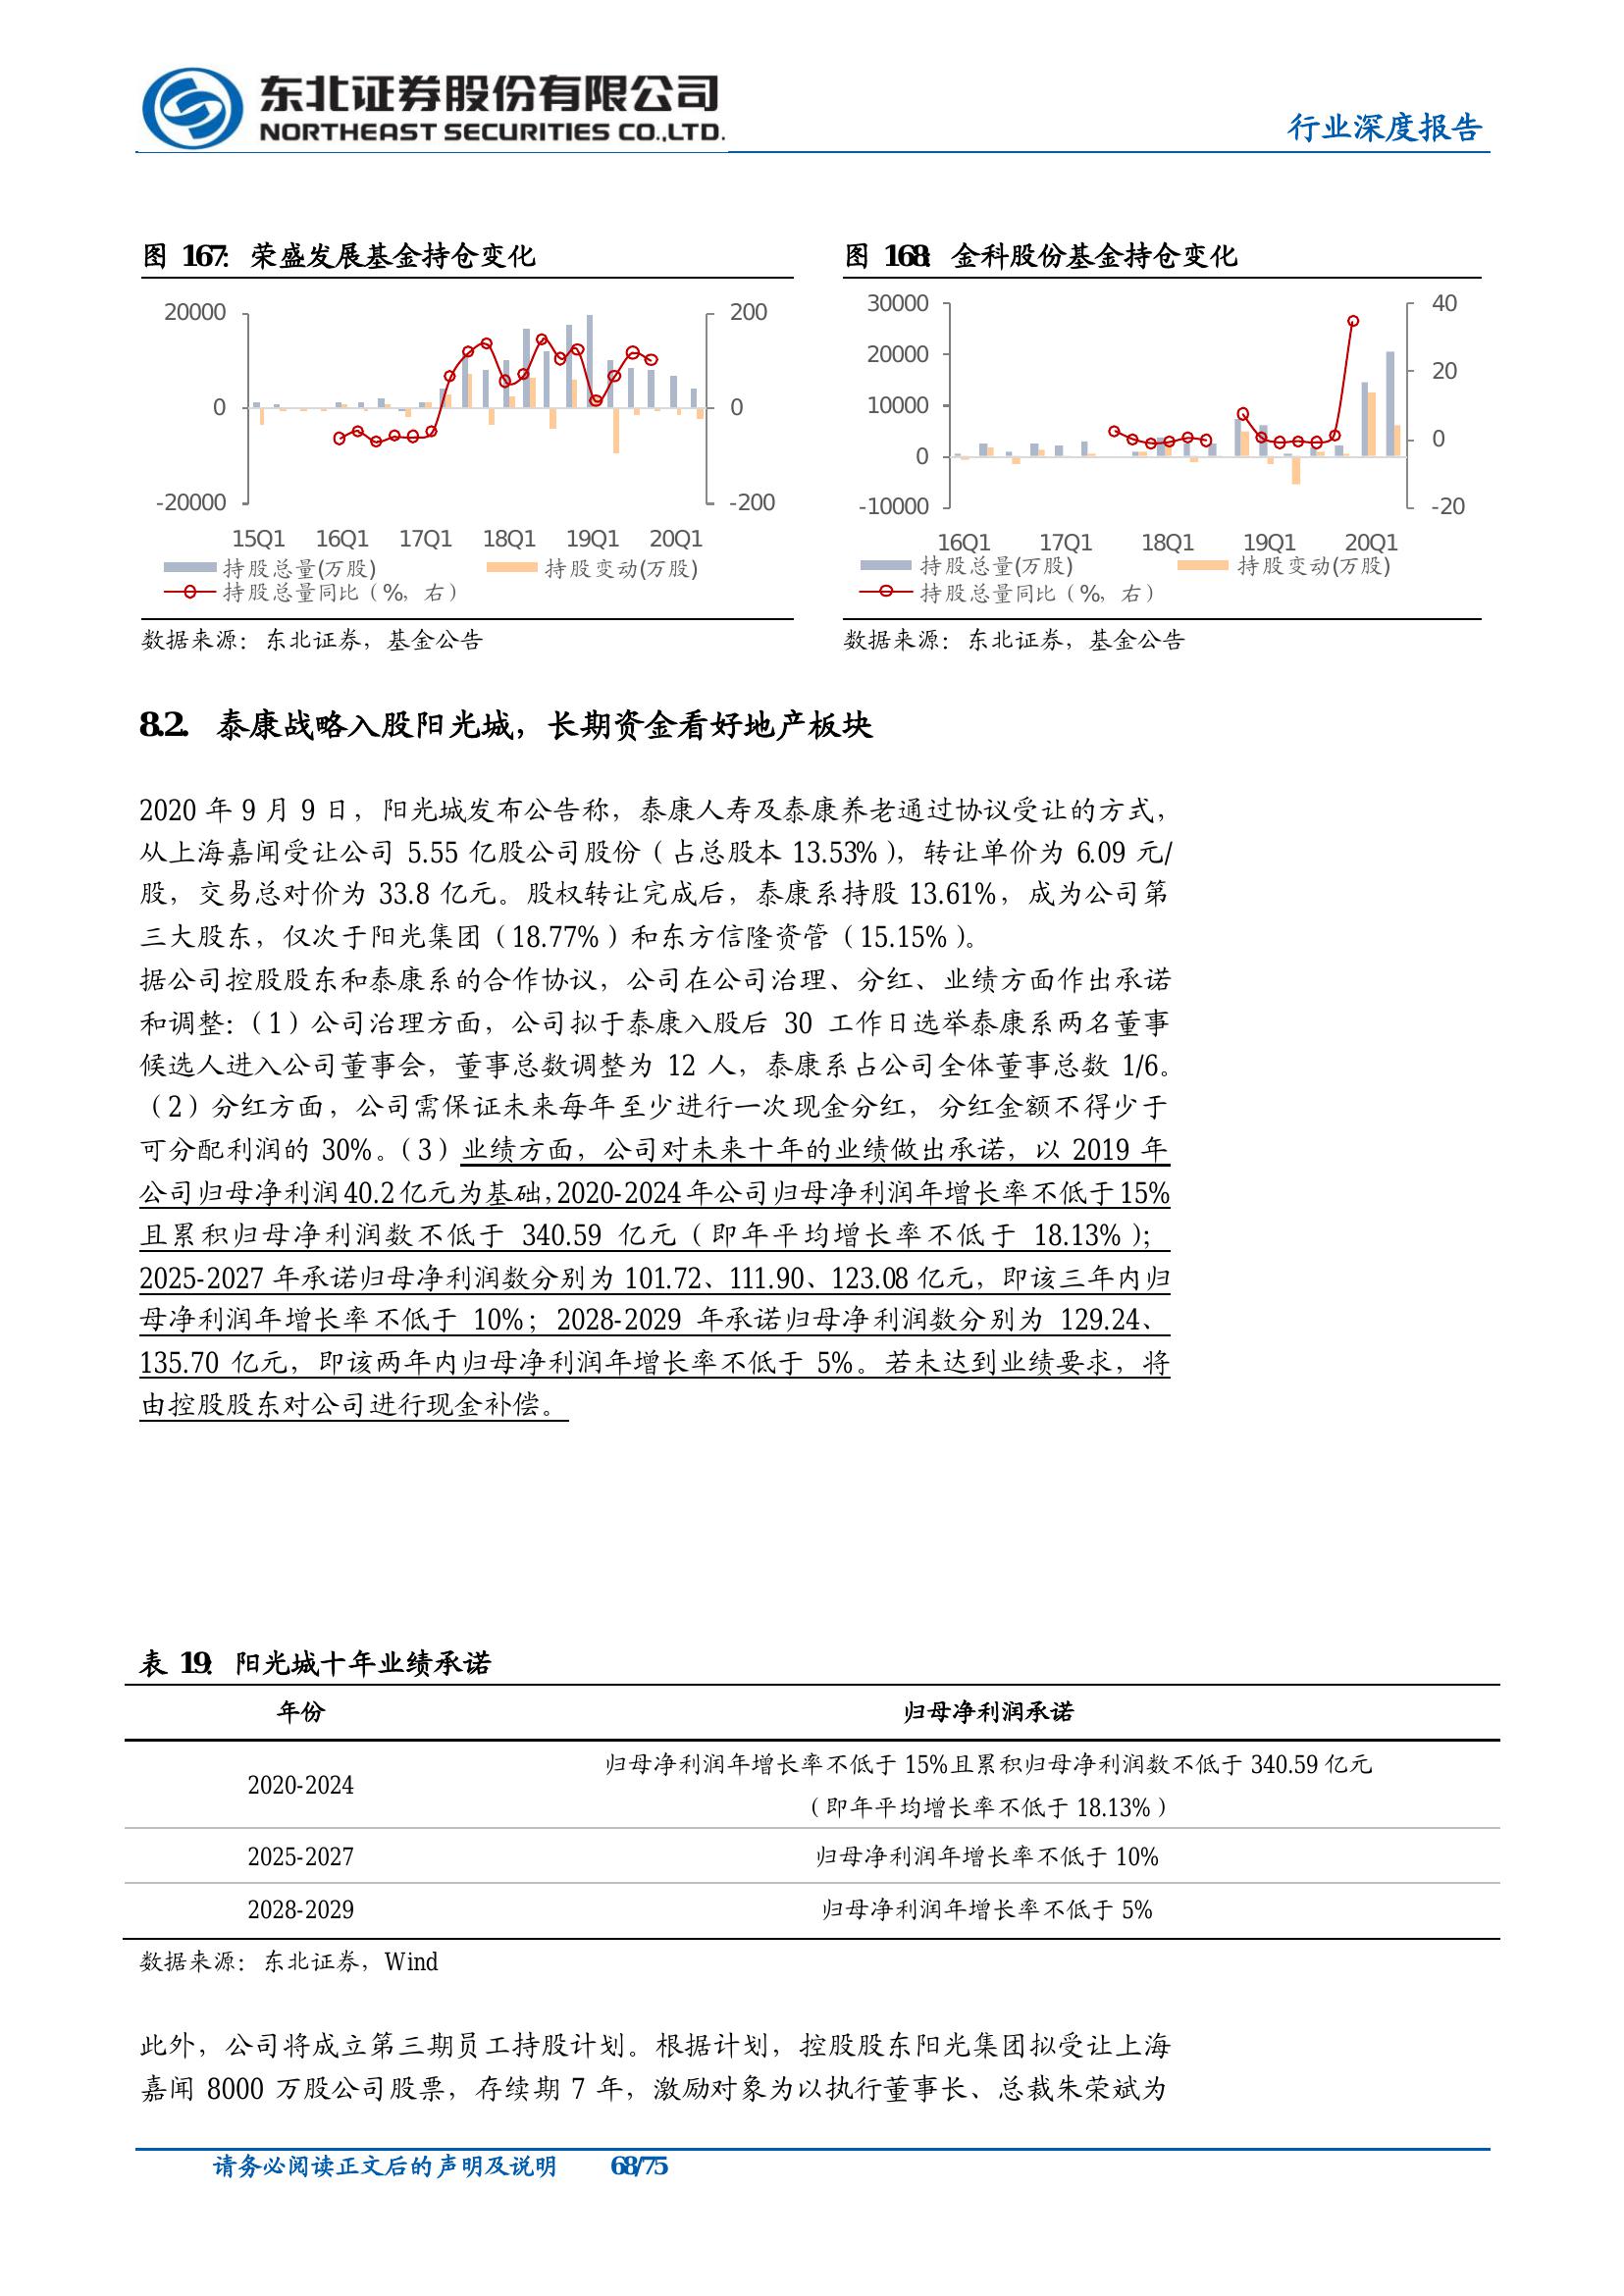 东北证券股份有限公司
NORTHEAST SECURITIES CO.,LTD.
行业深度报告
图 167：荣盛发展基金持仓变化
20000
0
-20000
200
0
-200
15Q1 16Q1 17Q1 18Q1 19Q1 20Q1
持股总量(万股) 持股变动(万股)
持股总量同比（%，右）
数据来源：东北证券，基金公告
图 168：金科股份基金持仓变化
30000
20000
10000
0
-10000
40
20
0
-20
16Q1 17Q1 18Q1 19Q1 20Q1
持股总量(万股) 持股变动(万股)
持股总量同比（%，右）
数据来源：东北证券，基金公告
8.2. 泰康战略入股阳光城，长期资金看好地产板块
2020 年 9 月 9 日，阳光城发布公告称，泰康人寿及泰康养老通过协议受让的方式，
从上海嘉闻受让公司 5.55 亿股公司股份（占总股本 13.53%），转让单价为 6.09 元/
股，交易总对价为 33.8 亿元。股权转让完成后，泰康系持股 13.61%，成为公司第
三大股东，仅次于阳光集团（18.77%）和东方信隆资管（15.15%）。
据公司控股股东和泰康系的合作协议，公司在公司治理、分红、业绩方面作出承诺
和调整：（1）公司治理方面，公司拟于泰康入股后 30 工作日选举泰康系两名董事
候选人进入公司董事会，董事总数调整为 12 人，泰康系占公司全体董事总数 1/6。
（2）分红方面，公司需保证未来每年至少进行一次现金分红，分红金额不得少于
可分配利润的 30%。（3）业绩方面，公司对未来十年的业绩做出承诺，以 2019 年
公司归母净利润 40.2 亿元为基础，2020-2024 年公司归母净利润年增长率不低于 15%
且累积归母净利润数不低于 340.59 亿元（即年平均增长率不低于 18.13%）；
2025-2027 年承诺归母净利润数分别为 101.72、111.90、123.08 亿元，即该三年内归
母净利润年增长率不低于 10%；2028-2029 年承诺归母净利润数分别为 129.24、
135.70 亿元，即该两年内归母净利润年增长率不低于 5%。若未达到业绩要求，将
由控股股东对公司进行现金补偿。
表 19：阳光城十年业绩承诺
年份 归母净利润承诺
2020-2024 归母净利润年增长率不低于 15%且累积归母净利润数不低于 340.59 亿元
（即年平均增长率不低于 18.13%）
2025-2027 归母净利润年增长率不低于 10%
2028-2029 归母净利润年增长率不低于 5%
数据来源：东北证券，Wind
此外，公司将成立第三期员工持股计划。根据计划，控股股东阳光集团拟受让上海
嘉闻 8000 万股公司股票，存续期 7 年，激励对象为以执行董事长、总裁朱荣斌为
请务必阅读正文后的声明及说明 68/75